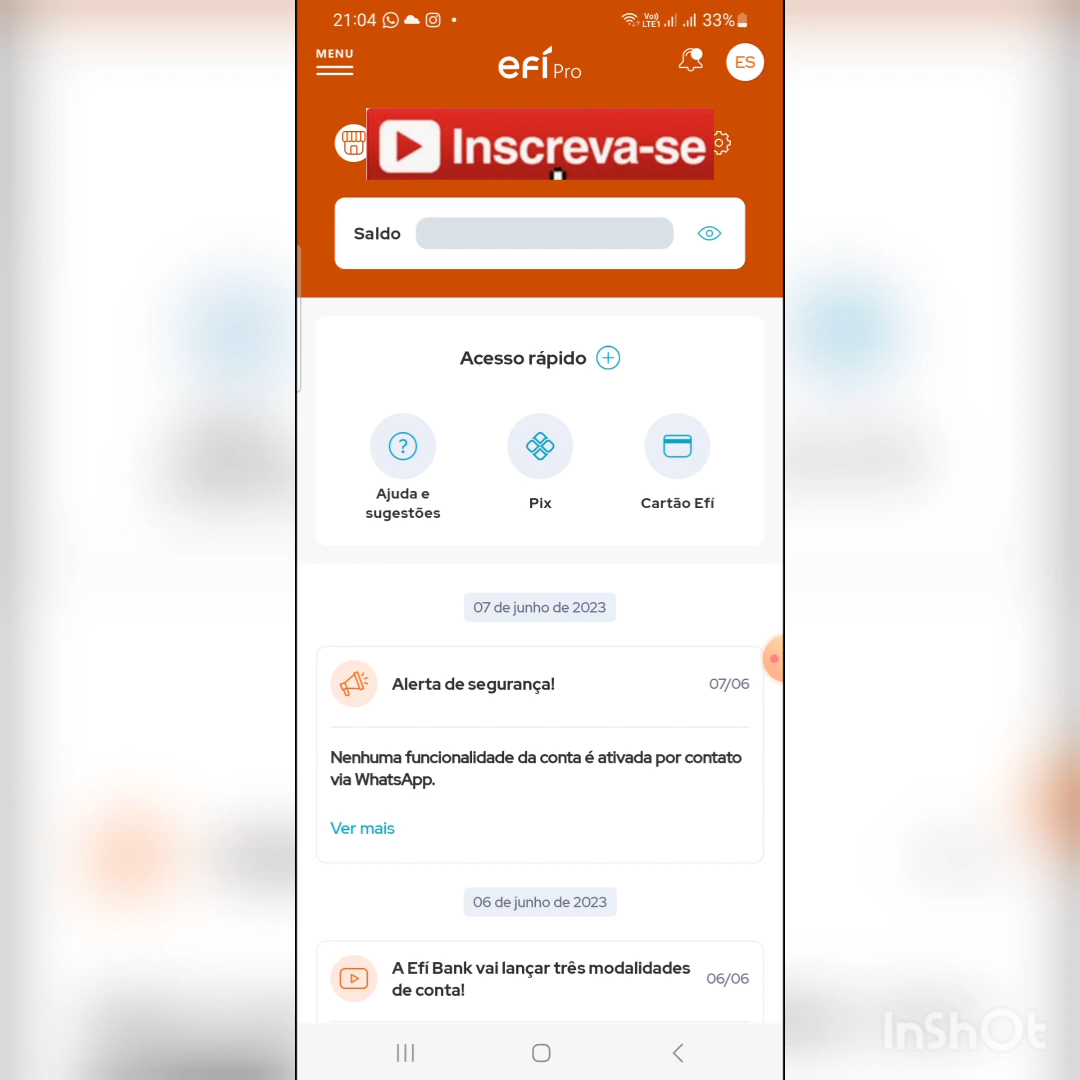 21:04
Vo))
LTE1
33%
MENU
efí Pro
ES
Inscreva-se
Saldo
Acesso rápido
?
Ajuda e
sugestões
Pix
Cartão Efí
07 de junho de 2023
Alerta de segurança!
07/06
Nenhuma funcionalidade da conta é ativada por contato
via WhatsApp.
Ver mais
06 de junho de 2023
A Efí Bank vai lançar três modalidades
de conta!
06/06
InShOt